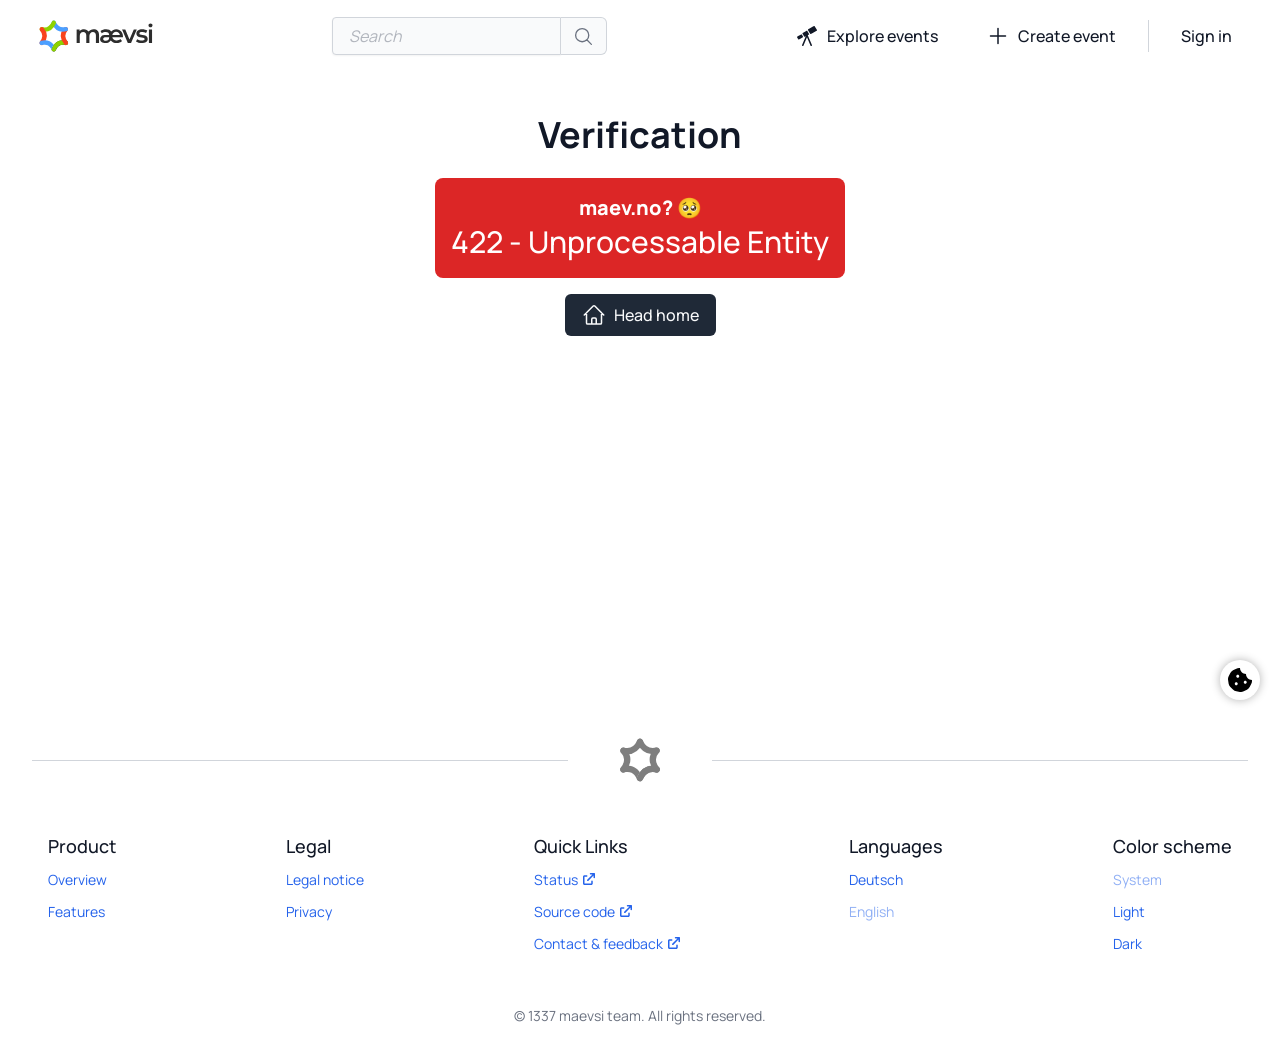 mævsi
Search
Explore events
Create event
Sign in
Verification
maev.no? 🥺
422 - Unprocessable Entity
Head home
Product
Overview
Features
Legal
Legal notice
Privacy
Quick Links
Status
Source code
Contact & feedback
Languages
Deutsch
English
Color scheme
System
Light
Dark
© 1337 maevsi team. All rights reserved.